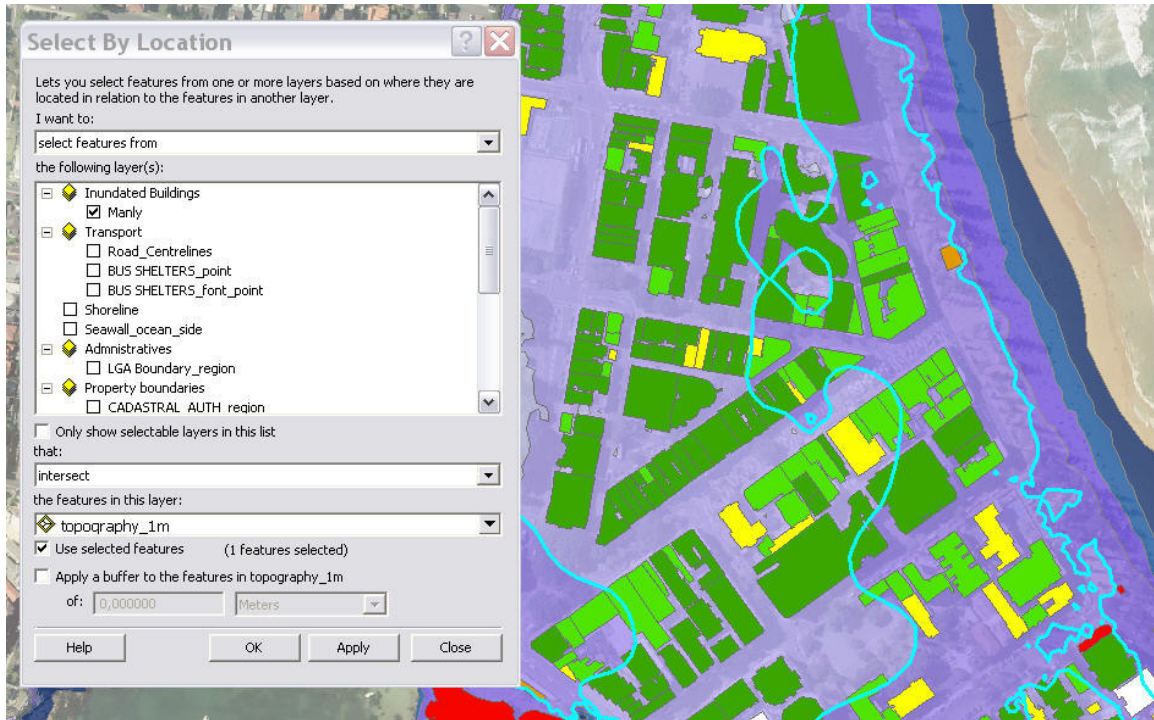 Select By Location
Lets you select features from one or more layers based on where they are
located in relation to the features in another layer.
I want to:
select features from
the following layer(s):
Inundated Buildings
Manly
Transport
Road_Centrelines
BUS SHELTERS_point
BUS SHELTERS_font_point
Shoreline
Seawall_ocean_side
Admnistratives
LGA Boundary_region
Property boundaries
CADASTRAL_AUTH_region
Only show selectable layers in this list
that:
intersect
the features in this layer:
topography_1m
Use selected features (1 features selected)
Apply a buffer to the features in topography_1m
of: 0,000000 Meters
Help OK Apply Close